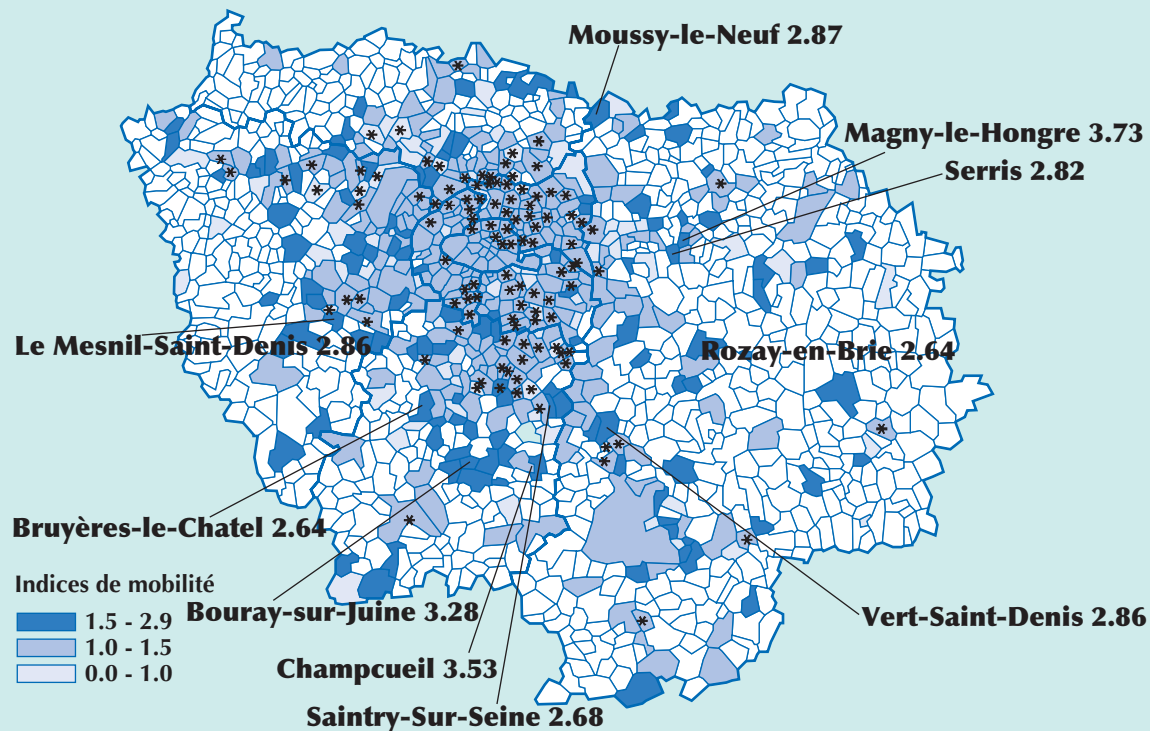 Moussy-le-Neuf 2.87
Magny-le-Hongre 3.73
Serris 2.82
Le Mesnil-Saint-Denis 2.86
Rozay-en-Brie 2.64
Bruyères-le-Chatel 2.64
Indices de mobilité
1.5 - 2.9
1.0 - 1.5
0.0 - 1.0
Bouray-sur-Juine 3.28
Vert-Saint-Denis 2.86
Champcueil 3.53
Saintry-Sur-Seine 2.68